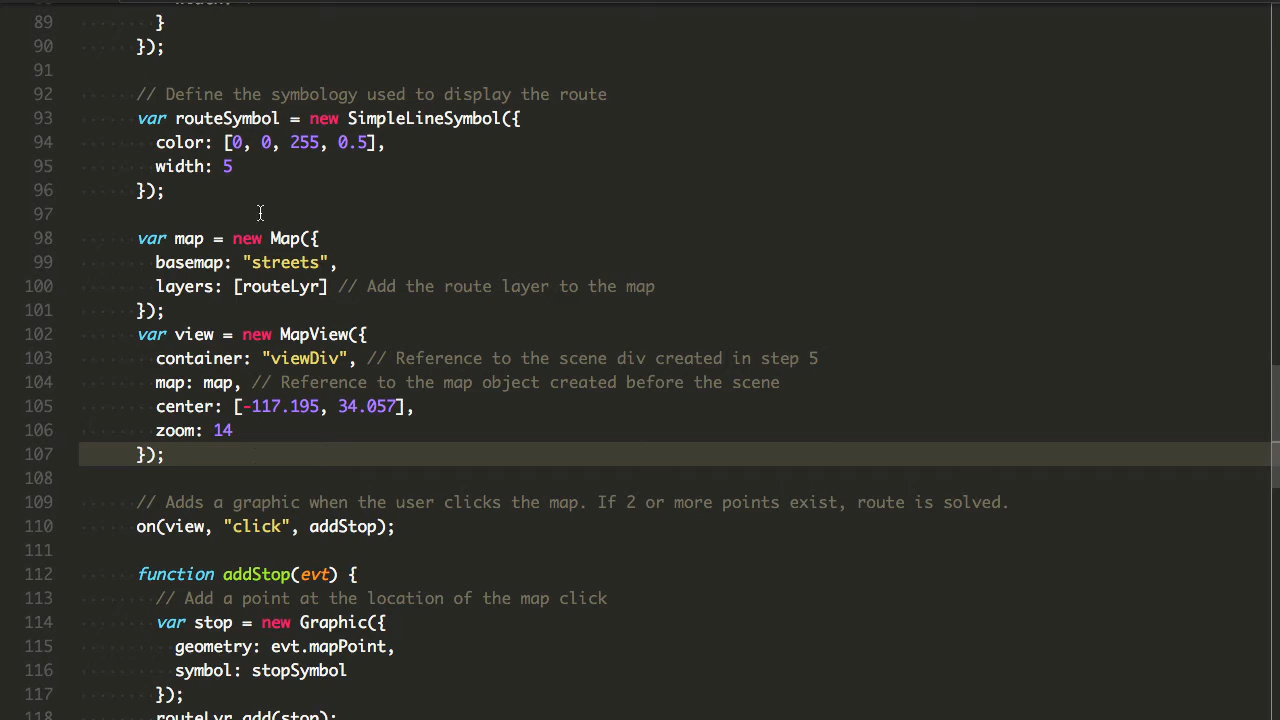 89 }
90 });
91
92 // Define the symbology used to display the route
93 var routeSymbol = new SimpleLineSymbol({
94 color: [0, 0, 255, 0.5],
95 width: 5
96 });
97
98 var map = new Map({
99 basemap: "streets",
100 layers: [routeLyr] // Add the route layer to the map
101 });
102 var view = new MapView({
103 container: "viewDiv", // Reference to the scene div created in step 5
104 map: map, // Reference to the map object created before the scene
105 center: [-117.195, 34.057],
106 zoom: 14
107 });
108
109 // Adds a graphic when the user clicks the map. If 2 or more points exist, route is solved.
110 on(view, "click", addStop);
111
112 function addStop(evt) {
113 // Add a point at the location of the map click
114 var stop = new Graphic({
115 geometry: evt.mapPoint,
116 symbol: stopSymbol
117 });
118 routeLyr.add(stop);